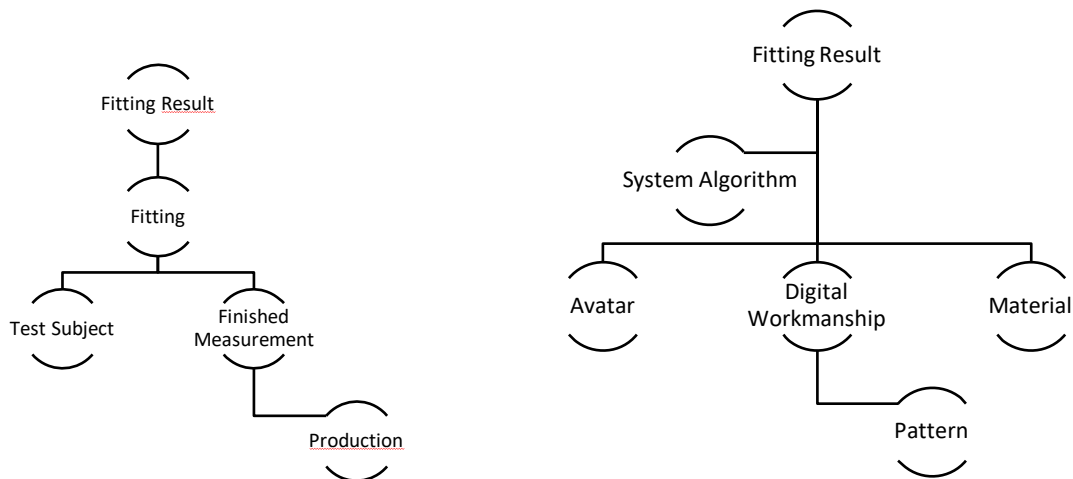 Fitting Result
Fitting
Test Subject
Finished
Measurement
Production
Fitting Result
System Algorithm
Avatar
Digital
Workmanship
Material
Pattern